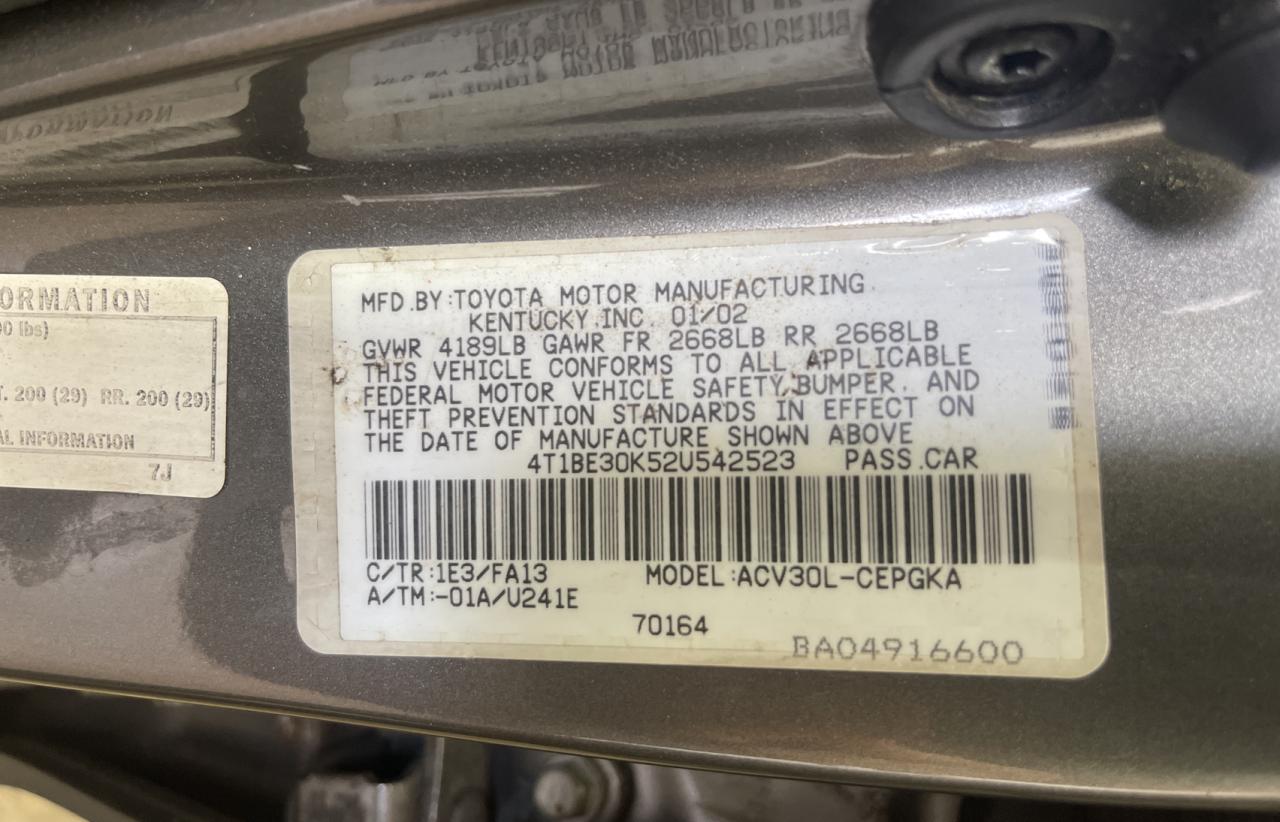 ORMATION
00 lbs)
T. 200 (29) RR. 200 (29)
AL INFORMATION
7J
MFD.BY:TOYOTA MOTOR MANUFACTURING
KENTUCKY,INC. 01/02
GVWR 4189LB GAWR FR 2668LB RR 2668LB
THIS VEHICLE CONFORMS TO ALL APPLICABLE
FEDERAL MOTOR VEHICLE SAFETY,BUMPER, AND
THEFT PREVENTION STANDARDS IN EFFECT ON
THE DATE OF MANUFACTURE SHOWN ABOVE
4T1BE30K52U542523 PASS.CAR
C/TR:1E3/FA13 MODEL:ACV30L-CEPGKA
A/TM:-01A/U241E
70164
BA04916600